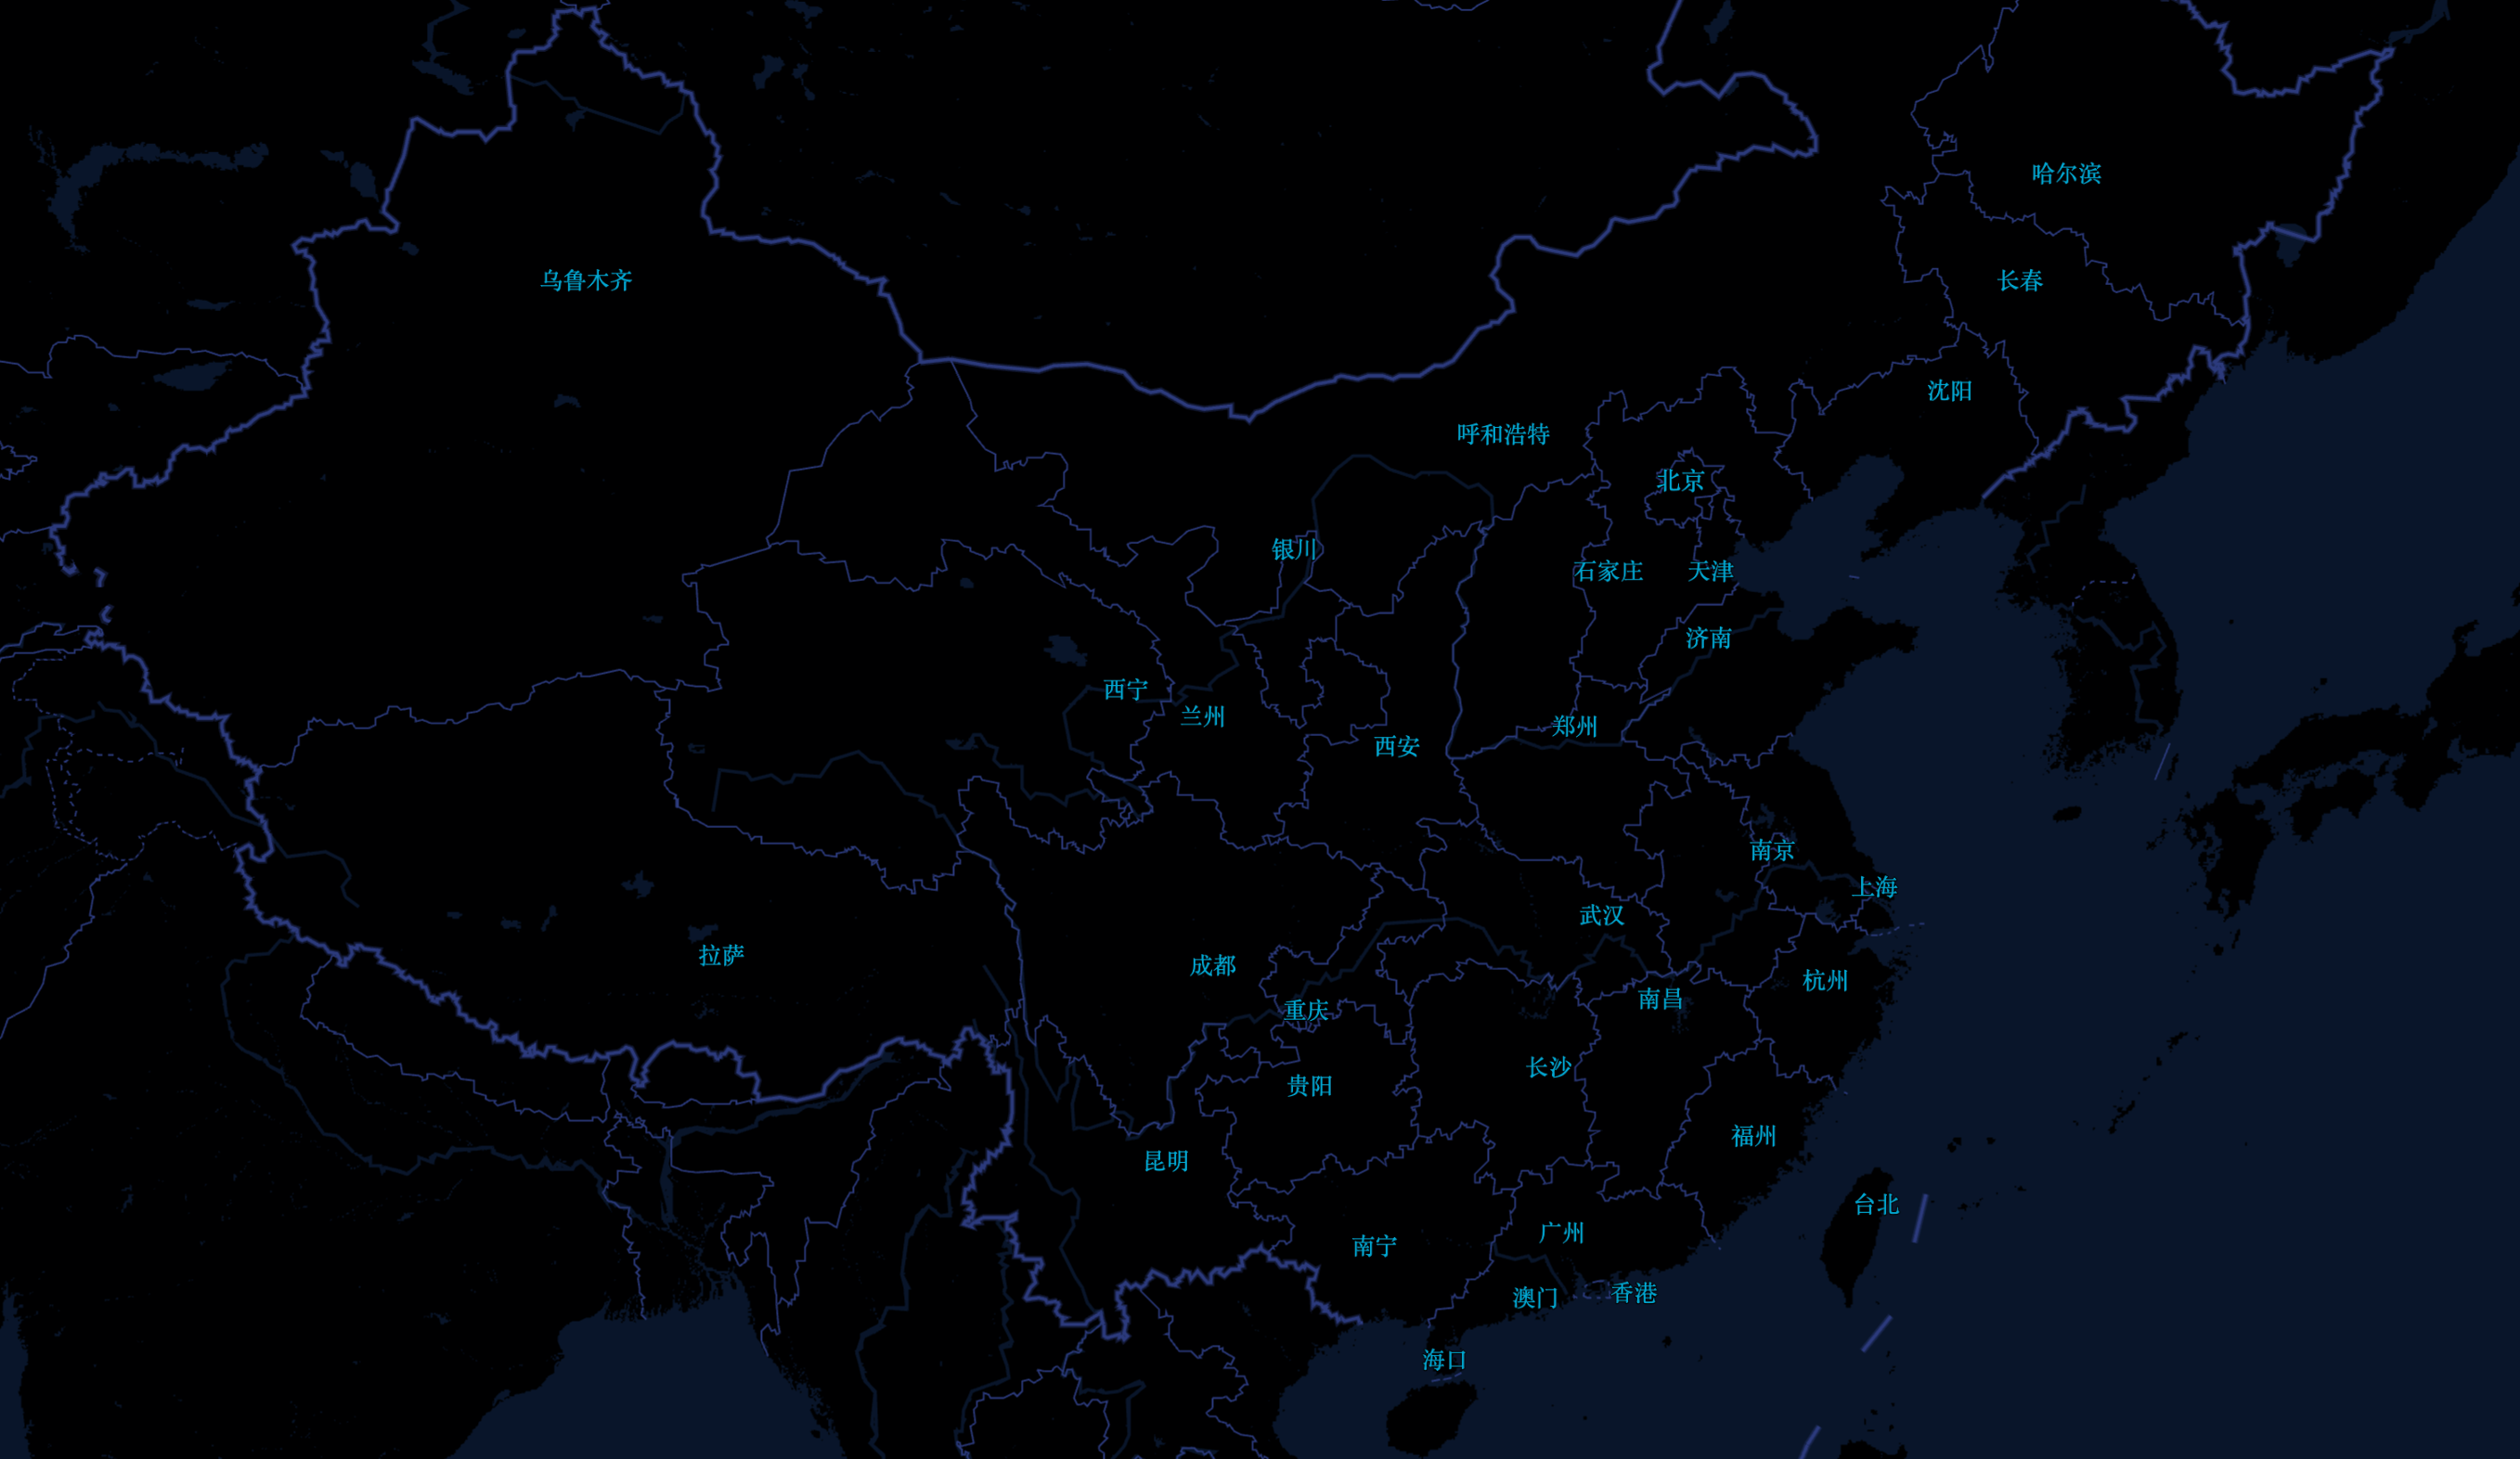 哈尔滨
乌鲁木齐
长春
沈阳
呼和浩特
北京
银川
石家庄
天津
济南
西宁
兰州
郑州
西安
南京
上海
武汉
拉萨
成都
杭州
南昌
重庆
长沙
贵阳
福州
昆明
台北
广州
南宁
香港
澳门
海口